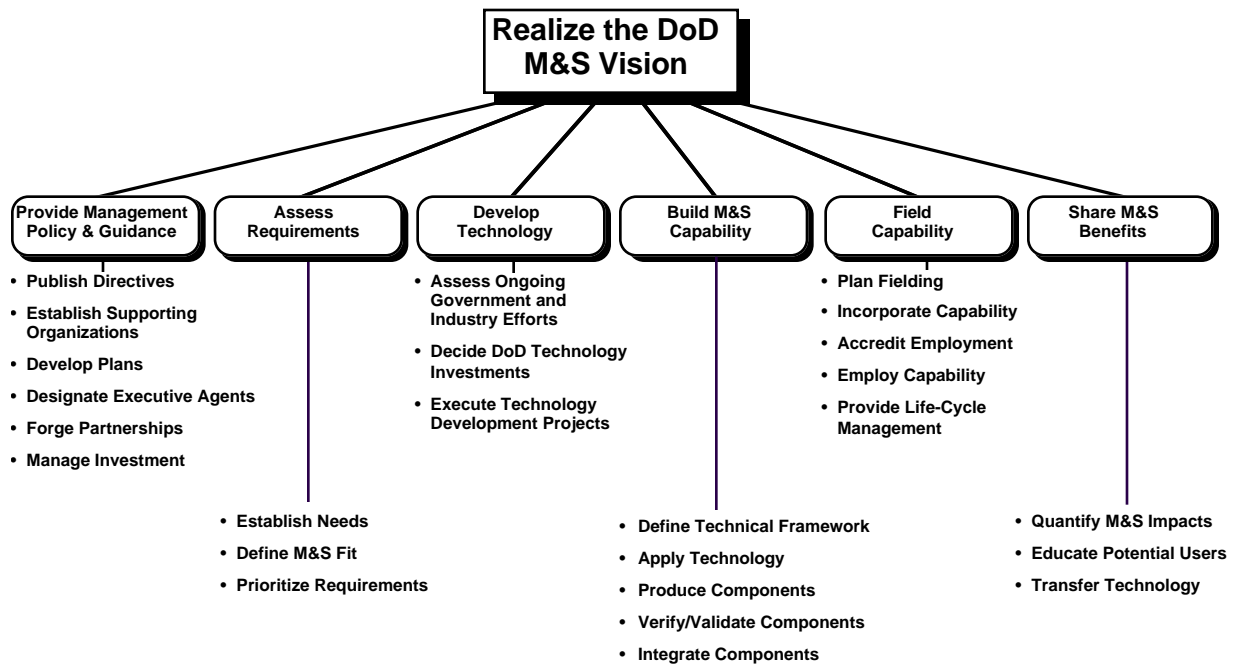 Realize the DoD
M&S Vision
Provide Management
Policy & Guidance
Assess
Requirements
Develop
Technology
Build M&S
Capability
Field
Capability
Share M&S
Benefits
• Publish Directives
• Establish Supporting
Organizations
• Develop Plans
• Designate Executive Agents
• Forge Partnerships
• Manage Investment
• Establish Needs
• Define M&S Fit
• Prioritize Requirements
• Assess Ongoing
Government and
Industry Efforts
• Decide DoD Technology
Investments
• Execute Technology
Development Projects
• Define Technical Framework
• Apply Technology
• Produce Components
• Verify/Validate Components
• Integrate Components
• Plan Fielding
• Incorporate Capability
• Accredit Employment
• Employ Capability
• Provide Life-Cycle
Management
• Quantify M&S Impacts
• Educate Potential Users
• Transfer Technology